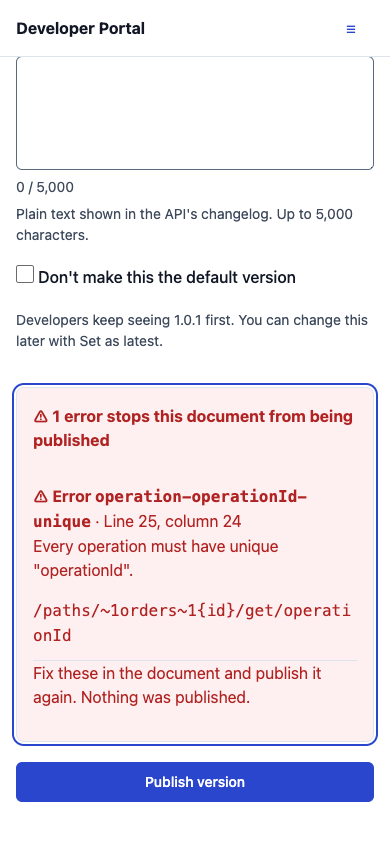 Developer Portal
≡
0 / 5,000
Plain text shown in the API's changelog. Up to 5,000
characters.
Don't make this the default version
Developers keep seeing 1.0.1 first. You can change this
later with Set as latest.
⚠ 1 error stops this document from being
published
⚠ Error operation-operationId-
unique · Line 25, column 24
Every operation must have unique
"operationId".
/paths/~1orders~1{id}/get/operati
onId
Fix these in the document and publish it
again. Nothing was published.
Publish version